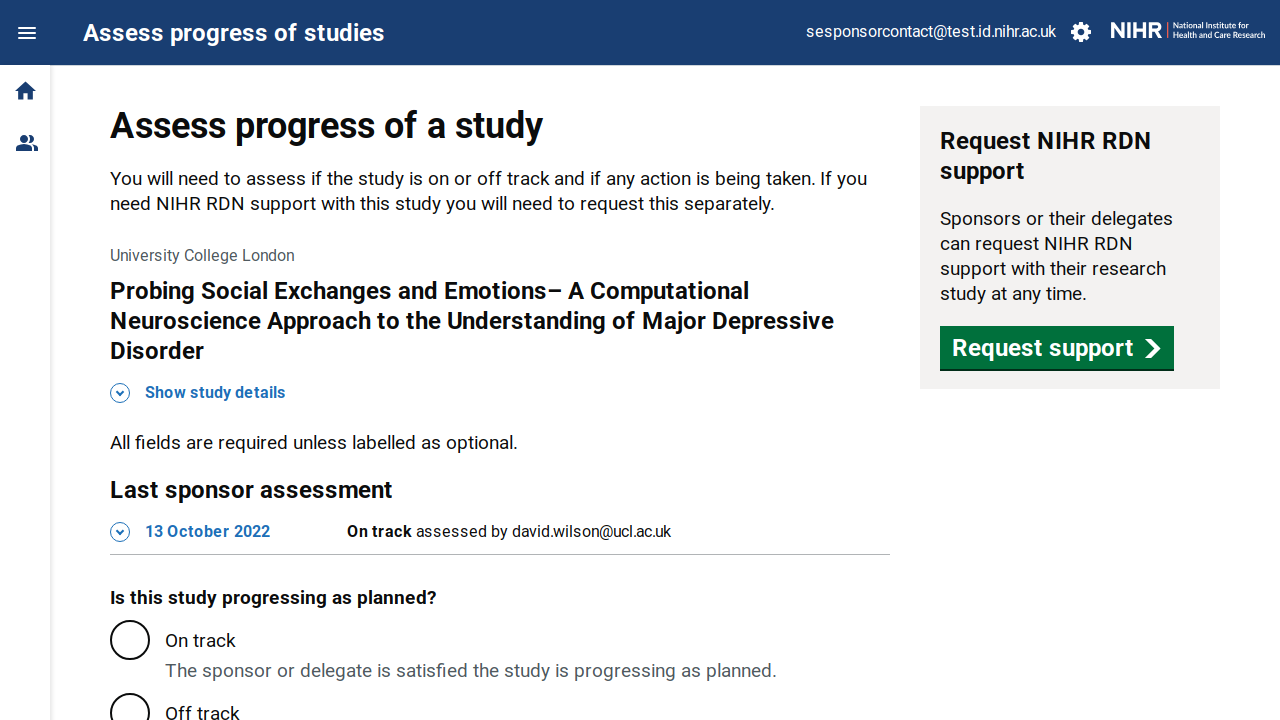 Assess progress of studies
sesponsorcontact@test.id.nihr.ac.uk
NIHR | National Institute for
Health and Care Research
Assess progress of a study
You will need to assess if the study is on or off track and if any action is being taken. If you
need NIHR RDN support with this study you will need to request this separately.
University College London
Probing Social Exchanges and Emotions– A Computational
Neuroscience Approach to the Understanding of Major Depressive
Disorder
Show study details
All fields are required unless labelled as optional.
Last sponsor assessment
13 October 2022 On track assessed by david.wilson@ucl.ac.uk
Is this study progressing as planned?
On track
The sponsor or delegate is satisfied the study is progressing as planned.
Off track
Request NIHR RDN
support
Sponsors or their delegates
can request NIHR RDN
support with their research
study at any time.
Request support